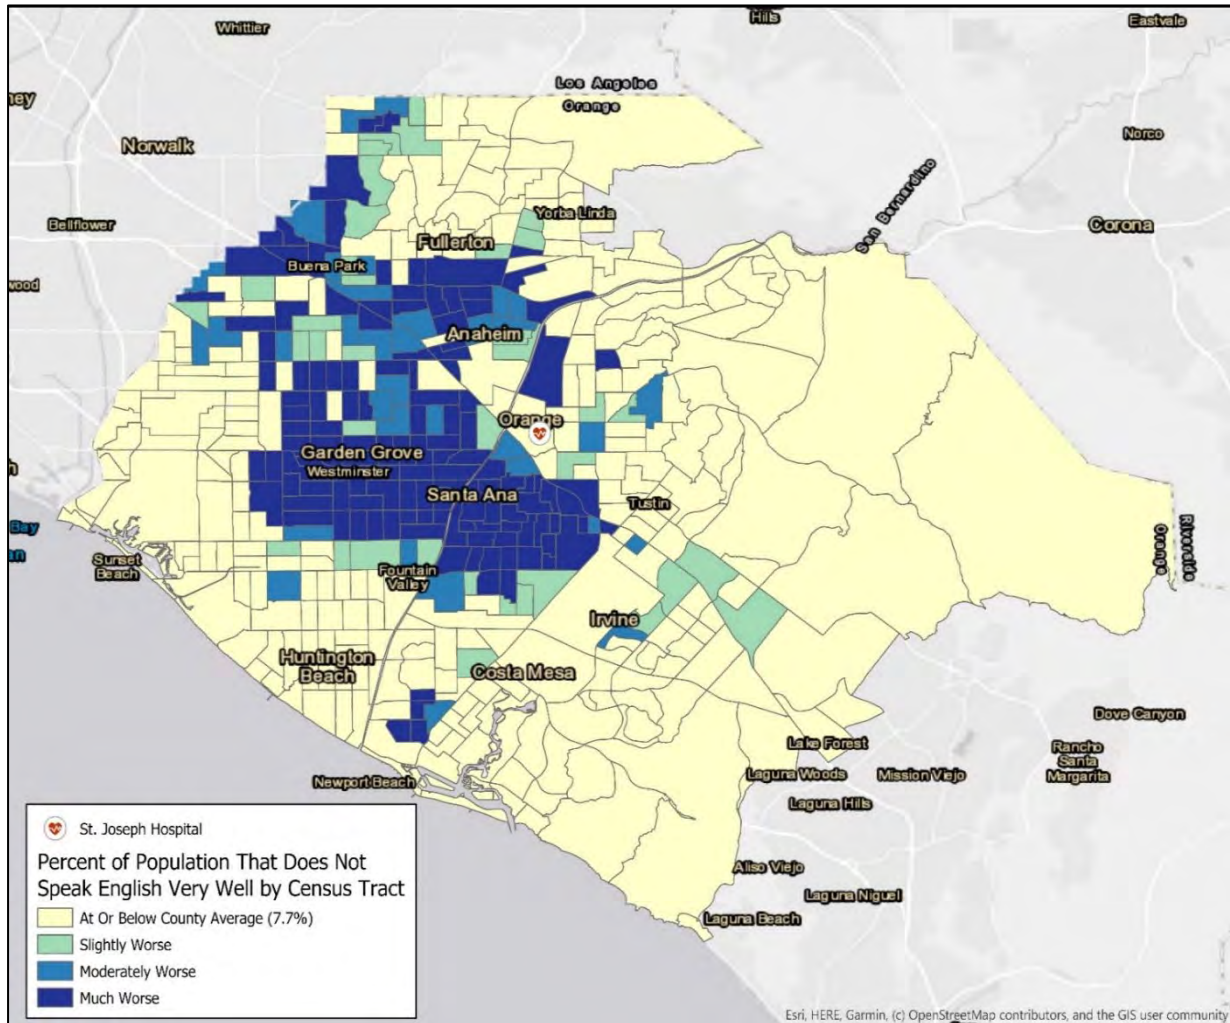 Hills
Eastvale
Whittier
Los Angeles
Orange
ney
Norco
Norwalk
San Bernardino
Yorba Linda
Bellflower
Corona
Fullerton
Buena Park
wood
Anaheim
Orange
Garden Grove
Westminster
Santa Ana
Tustin
Bay
an
Riverside
Orange
Sunset
Beach
Fountain
Valley
Irvine
Huntington
Beach
Costa Mesa
Dove Canyon
Lake Forest
Rancho
Santa
Margarita
Laguna Woods
Mission Viejo
Newport Beach
Laguna Hills
Aliso Viejo
Laguna Niguel
Laguna Beach
St. Joseph Hospital
Percent of Population That Does Not
Speak English Very Well by Census Tract
At Or Below County Average (7.7%)
Slightly Worse
Moderately Worse
Much Worse
Esri, HERE, Garmin, (c) OpenStreetMap contributors, and the GIS user community